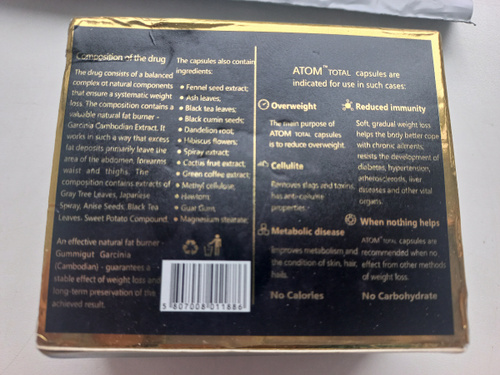 Composition of the drug
The drug consists of a balanced
complex of natural components
that ensure a systematic weight
loss. The composition contains a
valuable natural fat burner -
Garcinia Cambodian Extract. It
works in such a way that excess
fat deposits primarily leave the
area of the abdomen, forearms
waist and thighs. The
composition contains extracts of
Gray Tree Leaves, Japanese
Spray, Anise Seeds, Black Tea
Leaves. Sweet Potato Compound.
An effective natural fat burner -
Gummigut Garcinia
(Cambodian) - guarantees a
stable effect of weight loss and
long-term preservation of the
achieved result.
The capsules also contain
ingredients:
• Fennel seed extract;
• Ash leaves;
• Black tea leaves;
• Black cumin seeds;
• Dandelion root;
• Hibiscus flowers;
• Spiray extract;
• Cactus fruit extract;
• Green coffee extract;
• Methyl cellulose;
• Guar Gum;
• Magnesium stearate;
5 807008 011886
ATOM™ TOTAL capsules are
indicated for use in such cases:
Overweight
The main purpose of
ATOM TOTAL capsules
is to reduce overweight.
Cellulite
Removes slags and toxins,
has anti-cellulite
properties
Metabolic disease
Improves metabolism and
the condition of skin, hair,
nails.
No Calories
Reduced immunity
Soft, gradual weight loss
helps the body better cope
with chronic ailments,
resists the development of
diabetes, hypertension,
atherosclerosis, liver
diseases and other vital
organs.
When nothing helps
ATOM™ TOTAL capsules are
recommended when no
effect from other methods
of weight loss.
No Carbohydrate